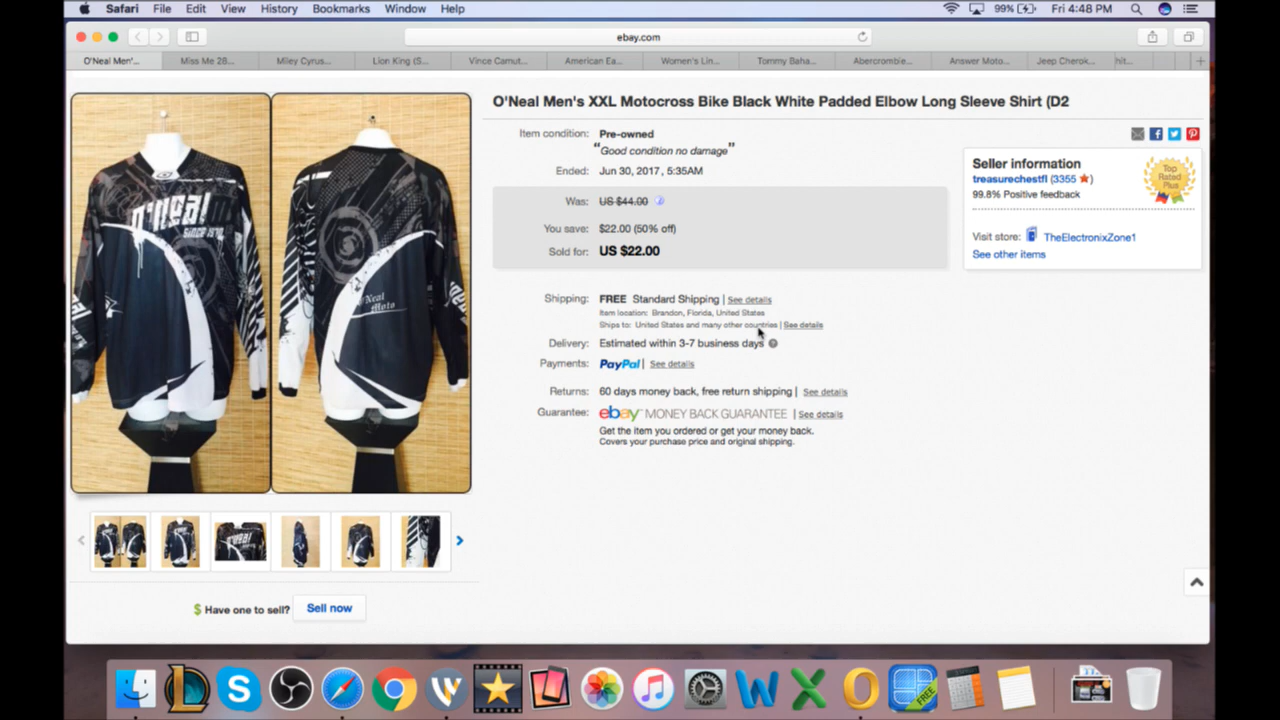 Safari File Edit View History Bookmarks Window Help 99% Fri 4:48 PM
ebay.com
O'Neal Men'... Miss Me 28... Miley Cyrus... Lion King (S... Vince Camut... American Ea... Women's Lin... Tommy Baha... Abercrombie... Answer Moto... Jeep Cherok... hit...
O'Neal Men's XXL Motocross Bike Black White Padded Elbow Long Sleeve Shirt (D2
Item condition: Pre-owned
"Good condition no damage"
Ended: Jun 30, 2017 , 5:35AM
Was: US $44.00
You save: $22.00 (50% off)
Sold for: US $22.00
Shipping: FREE Standard Shipping | See details
Item location: Brandon, Florida, United States
Ships to: United States and many other countries | See details
Delivery: Estimated within 3-7 business days
Payments: PayPal | See details
Returns: 60 days money back, free return shipping | See details
Guarantee: ebay MONEY BACK GUARANTEE | See details
Get the item you ordered or get your money back.
Covers your purchase price and original shipping.
Seller information
treasurechestfl (3355 )
99.8% Positive feedback
Top
Rated
Plus
Visit store: TheElectronixZone1
See other items
O'NEAL
SINCE 1970
O'Neal
Moto
$ Have one to sell? Sell now
FREE